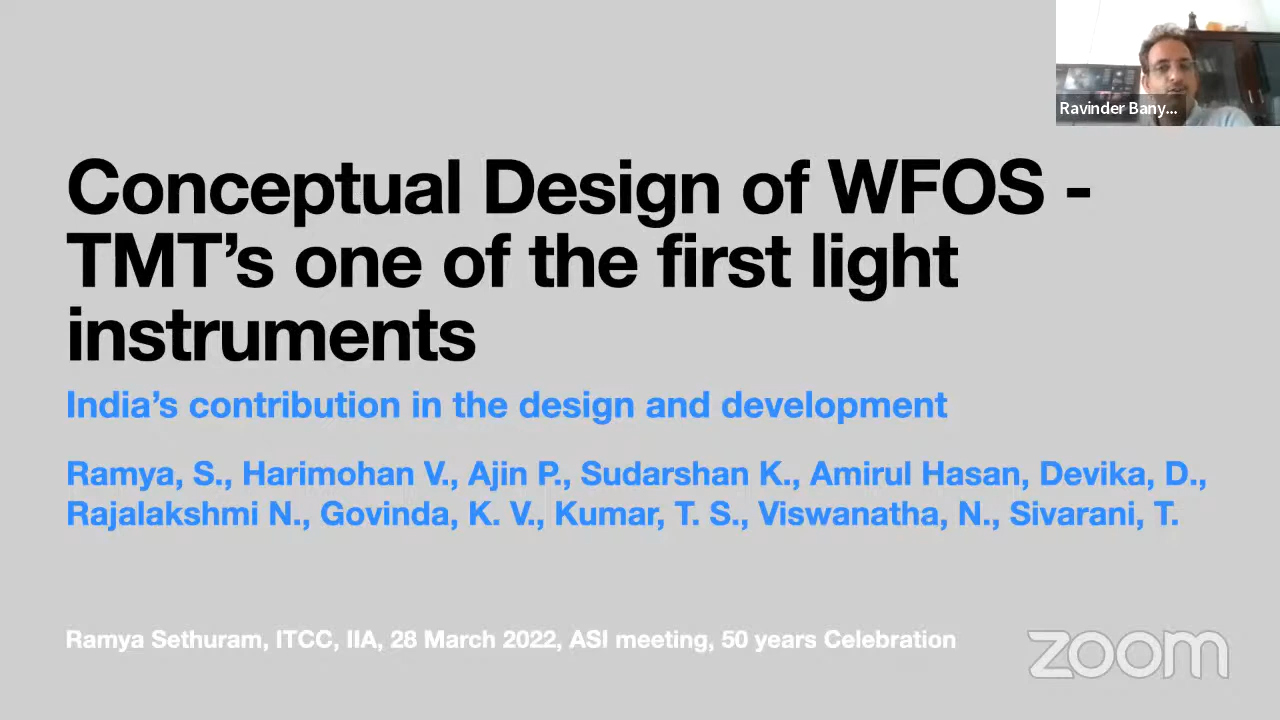 Ravinder Bany...
Conceptual Design of WFOS -
TMT’s one of the first light
instruments
India’s contribution in the design and development
Ramya, S., Harimohan V., Ajin P., Sudarshan K., Amirul Hasan, Devika, D.,
Rajalakshmi N., Govinda, K. V., Kumar, T. S., Viswanatha, N., Sivarani, T.
Ramya Sethuram, ITCC, IIA, 28 March 2022, ASI meeting, 50 years Celebration
zoom